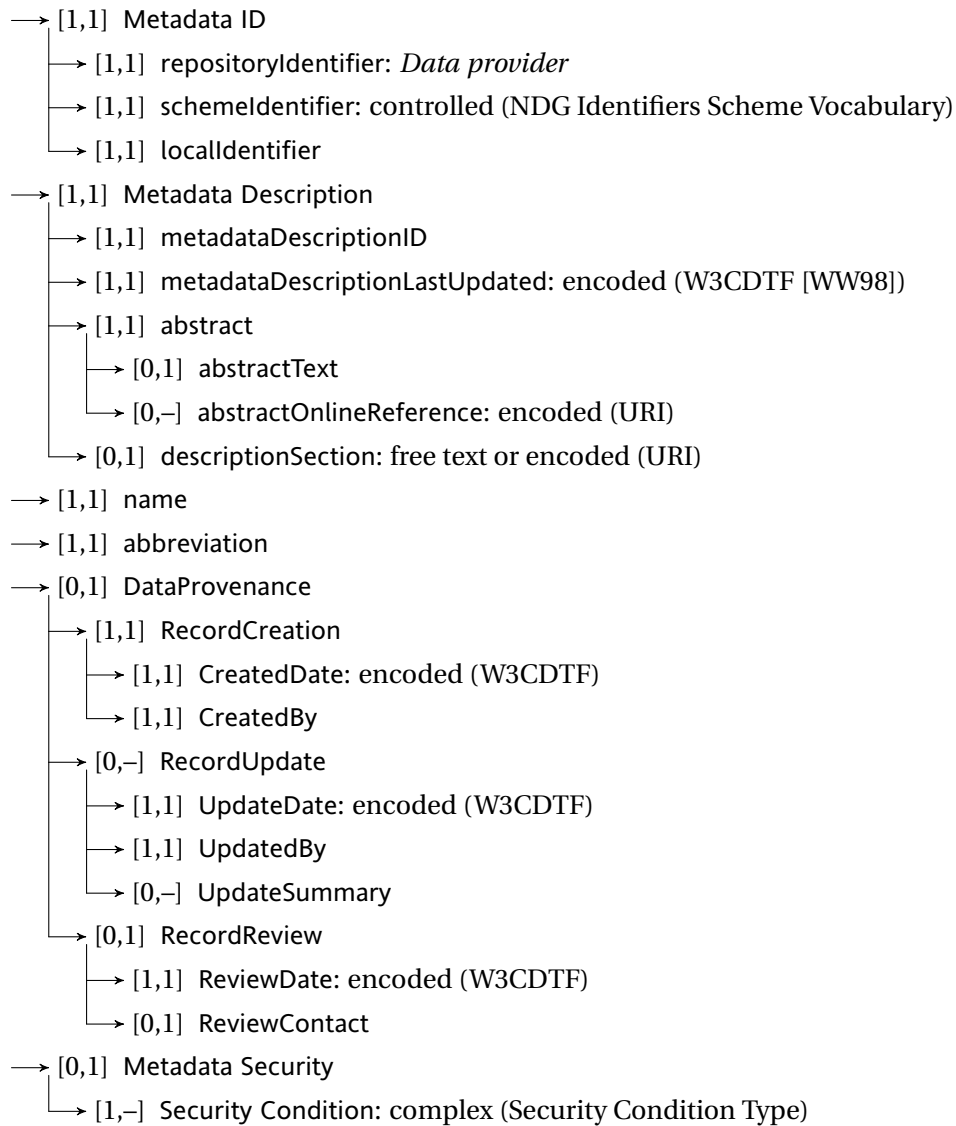 [1,1] Metadata ID
[1,1] repositoryIdentifier: Data provider
[1,1] schemeIdentifier: controlled (NDG Identifiers Scheme Vocabulary)
[1,1] localIdentifier
[1,1] Metadata Description
[1,1] metadataDescriptionID
[1,1] metadataDescriptionLastUpdated: encoded (W3CDTF [WW98])
[1,1] abstract
[0,1] abstractText
[0,–] abstractOnlineReference: encoded (URI)
[0,1] descriptionSection: free text or encoded (URI)
[1,1] name
[1,1] abbreviation
[0,1] DataProvenance
[1,1] RecordCreation
[1,1] CreatedDate: encoded (W3CDTF)
[1,1] CreatedBy
[0,–] RecordUpdate
[1,1] UpdateDate: encoded (W3CDTF)
[1,1] UpdatedBy
[0,–] UpdateSummary
[0,1] RecordReview
[1,1] ReviewDate: encoded (W3CDTF)
[0,1] ReviewContact
[0,1] Metadata Security
[1,–] Security Condition: complex (Security Condition Type)